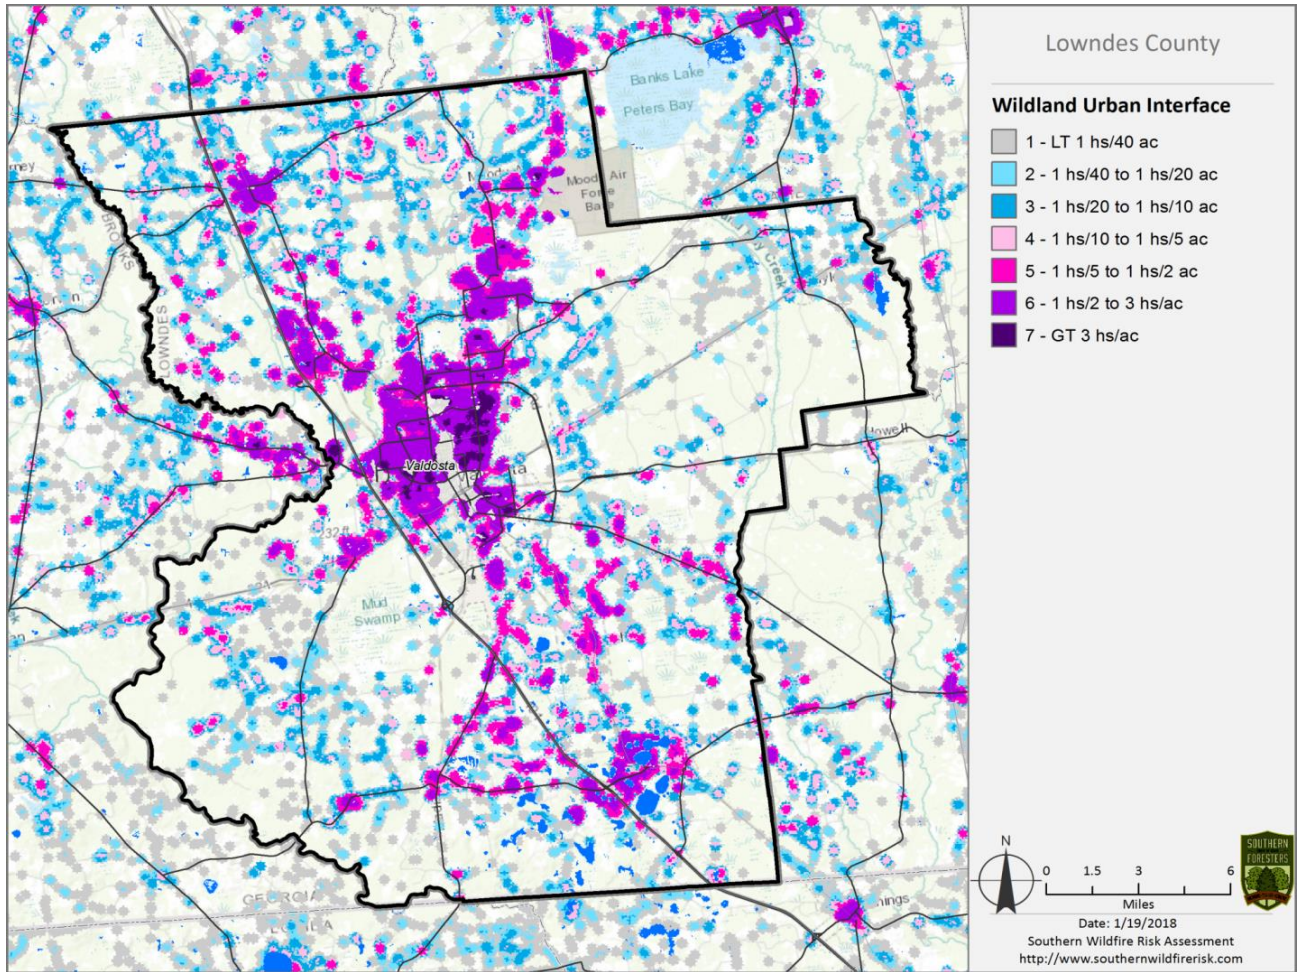 Lowndes County
Wildland Urban Interface
1 - LT 1 hs/40 ac
2 - 1 hs/40 to 1 hs/20 ac
3 - 1 hs/20 to 1 hs/10 ac
4 - 1 hs/10 to 1 hs/5 ac
5 - 1 hs/5 to 1 hs/2 ac
6 - 1 hs/2 to 3 hs/ac
7 - GT 3 hs/ac
Banks Lake
Peters Bay
Air
Base
BROOKS
LOWNDES
Creek
Valdosta
232 ft
Mud
Swamp
GEORGIA
N
0 1.5 3 6
Miles
Date: 1/19/2018
Southern Wildfire Risk Assessment
http://www.southernwildfirerisk.com
SOUTHERN
FORESTERS